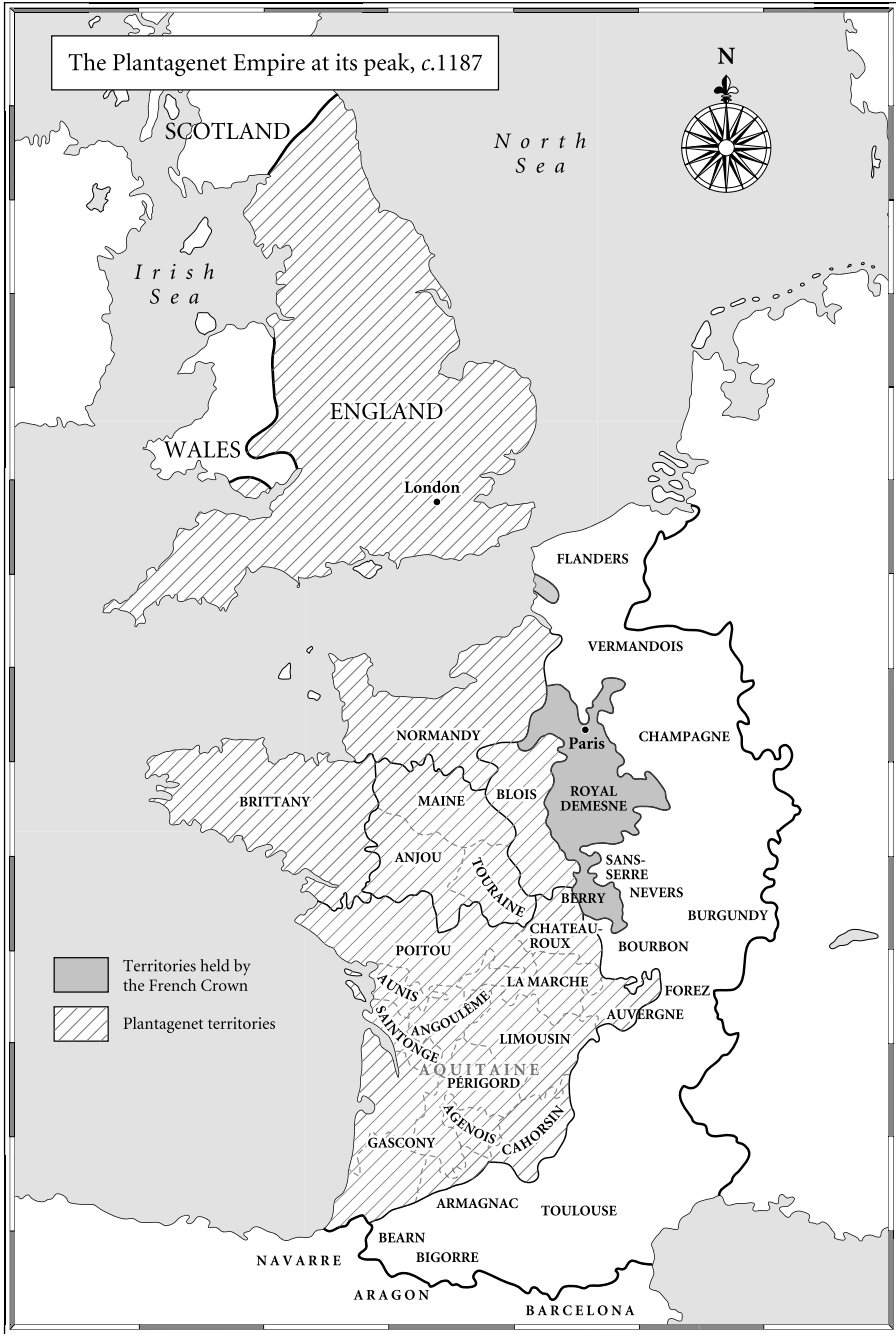 The Plantagenet Empire at its peak, c.1187
N
SCOTLAND
North
Sea
Irish
Sea
ENGLAND
WALES
London
FLANDERS
VERMANDOIS
NORMANDY
Paris
CHAMPAGNE
BRITTANY
MAINE
BLOIS
ROYAL
DEMESNE
ANJOU
TOURAINE
SANS-
SERRE
BERRY
NEVERS
BURGUNDY
CHATEAU-
ROUX
POITOU
BOURBON
Territories held by
the French Crown
Plantagenet territories
AUNIS
LA MARCHE
FOREZ
SAINTONGE
ANGOULÊME
AUVERGNE
LIMOUSIN
AQUITAINE
PÉRIGORD
AGENOIS
CAHORSIN
GASCONY
ARMAGNAC
TOULOUSE
BEARN
NAVARRE
BIGORRE
ARAGON
BARCELONA